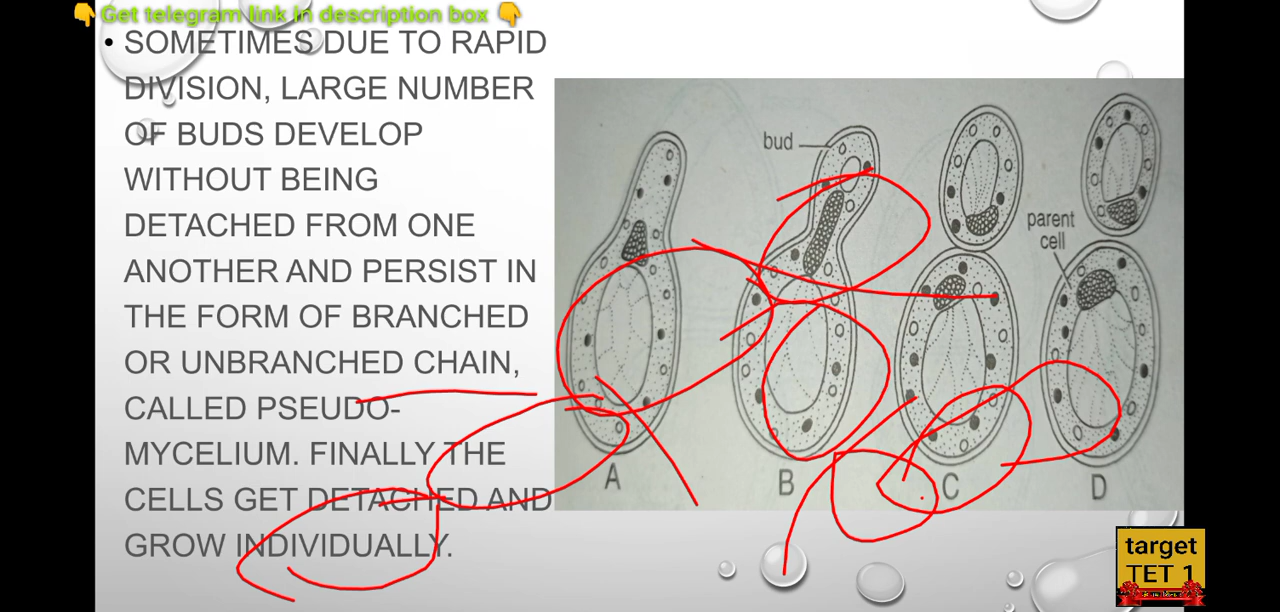 👇 Get telegram link in description box 👇
• SOMETIMES DUE TO RAPID
DIVISION, LARGE NUMBER
OF BUDS DEVELOP
WITHOUT BEING
DETACHED FROM ONE
ANOTHER AND PERSIST IN
THE FORM OF BRANCHED
OR UNBRANCHED CHAIN,
CALLED PSEUDO-
MYCELIUM. FINALLY THE
CELLS GET DETACHED AND
GROW INDIVIDUALLY.
bud
parent
cell
A
B
C
D
target
TET 1